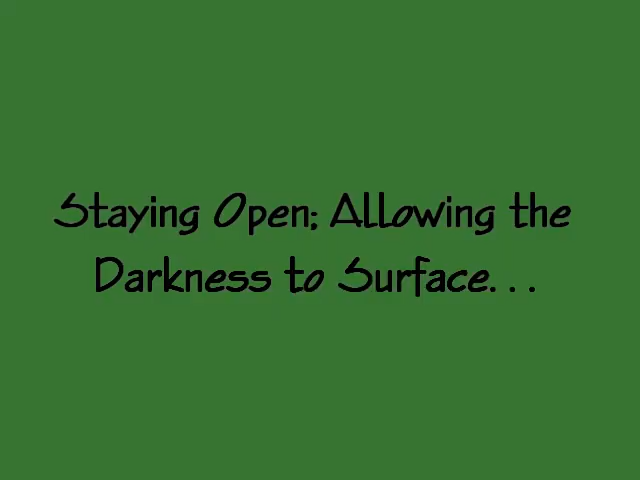 Staying Open; Allowing the
Darkness to Surface...